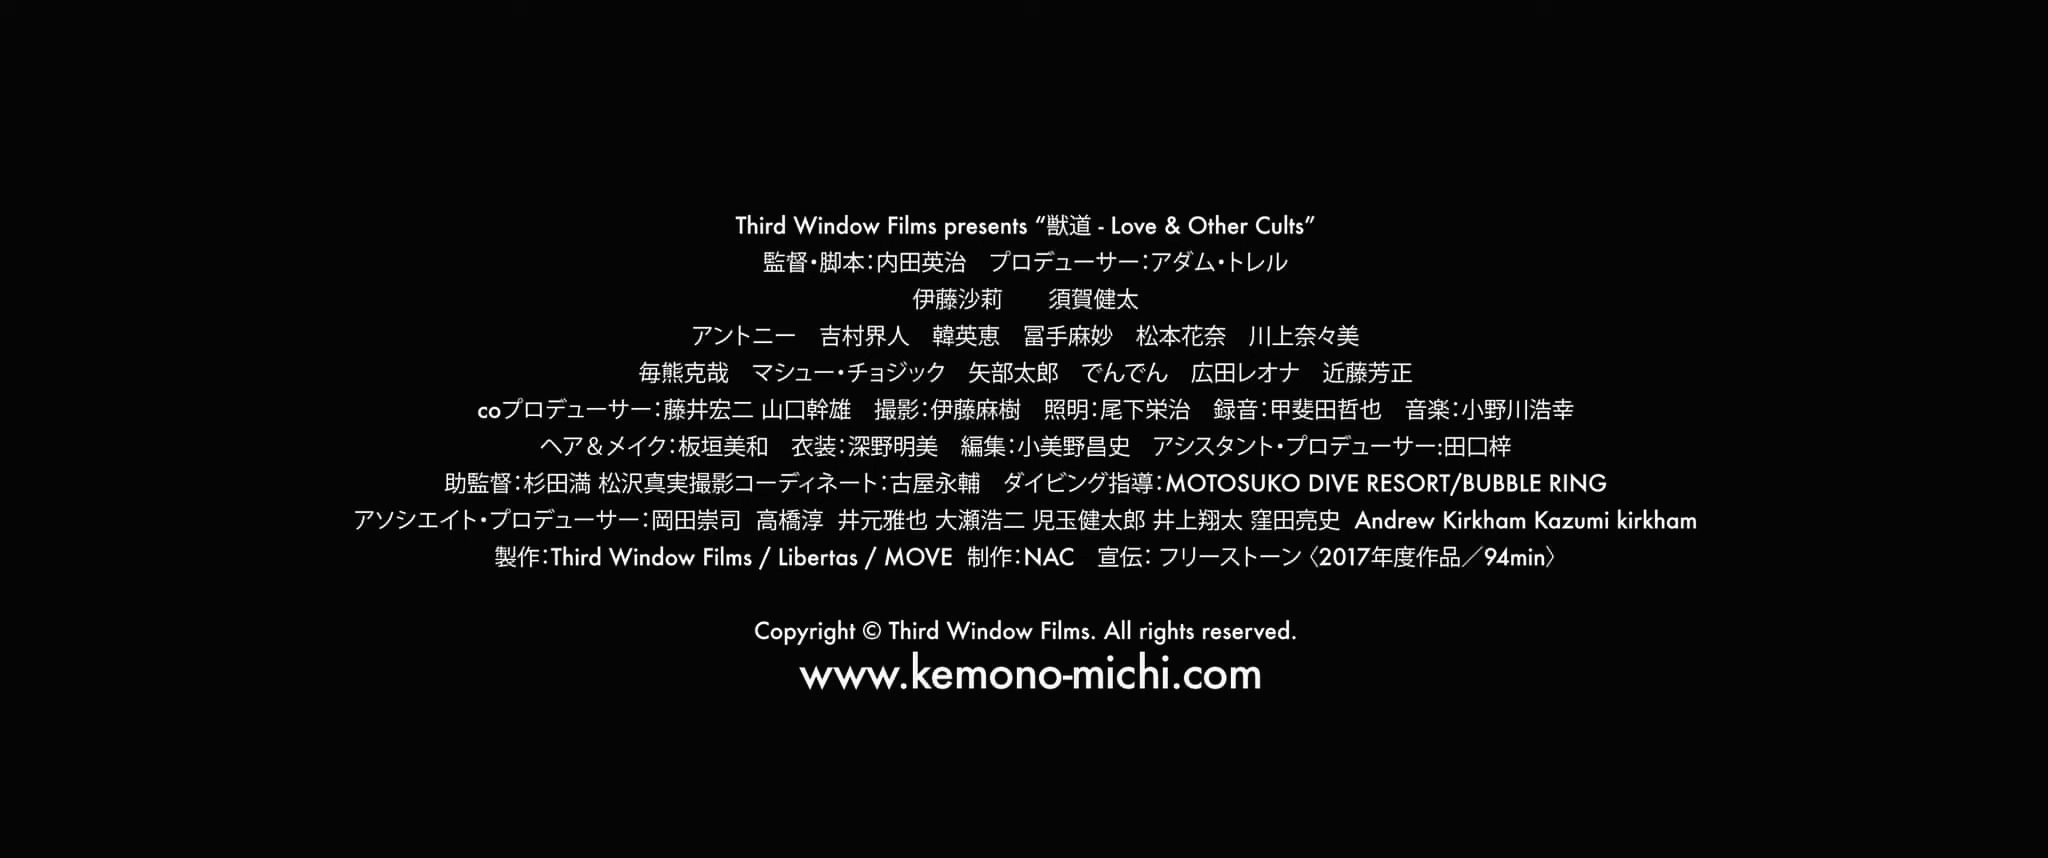 Third Window Films presents “獣道 - Love & Other Cults”
監督・脚本：内田英治　プロデューサー：アダム・トレル
伊藤沙莉　　須賀健太
アントニー　吉村界人　韓英恵　冨手麻妙　松本花奈　川上奈々美
毎熊克哉　マシュー・チョジック　矢部太郎　でんでん　広田レオナ　近藤芳正
coプロデューサー：藤井宏二 山口幹雄　撮影：伊藤麻樹　照明：尾下栄治　録音：甲斐田哲也　音楽：小野川浩幸
ヘア＆メイク：板垣美和　衣装：深野明美　編集：小美野昌史　アシスタント・プロデューサー:田口梓
助監督：杉田満 松沢真実撮影コーディネート：古屋永輔　ダイビング指導：MOTOSUKO DIVE RESORT/BUBBLE RING
アソシエイト・プロデューサー：岡田崇司 高橋淳 井元雅也 大瀬浩二 児玉健太郎 井上翔太 窪田亮史 Andrew Kirkham Kazumi kirkham
製作：Third Window Films / Libertas / MOVE 制作：NAC　宣伝： フリーストーン〈2017年度作品／94min〉
Copyright © Third Window Films. All rights reserved.
www.kemono-michi.com